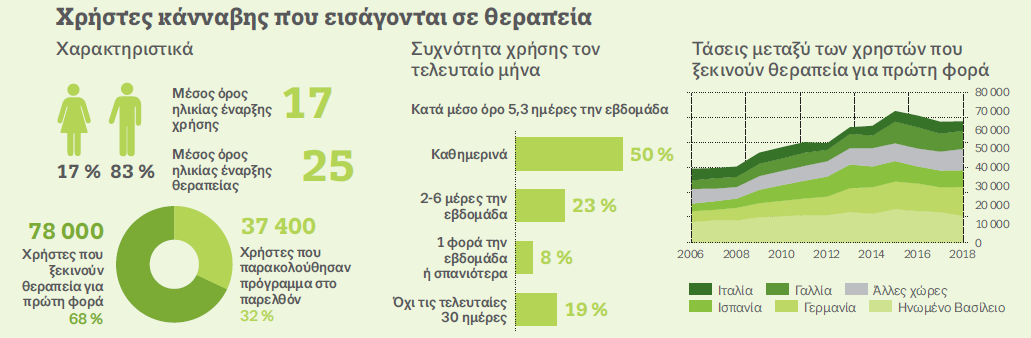 Χρήστες κάνναβης που εισάγονται σε θεραπεία
Χαρακτηριστικά
17 % 83 %
Μέσος όρος
ηλικίας έναρξης
χρήσης
17
Μέσος όρος
ηλικίας έναρξης
θεραπείας
25
78 000
Χρήστες που
ξεκινούν
θεραπεία για
πρώτη φορά
68 %
37 400
Χρήστες που
παρακολούθησαν
πρόγραμμα στο
παρελθόν
32 %
Συχνότητα χρήσης τον
τελευταίο μήνα
Κατά μέσο όρο 5,3 ημέρες την εβδομάδα
Καθημερινά
50 %
2-6 μέρες την
εβδομάδα
23 %
1 φορά την
εβδομάδα
ή σπανιότερα
8 %
Όχι τις τελευταίες
30 ημέρες
19 %
Τάσεις μεταξύ των χρηστών που
ξεκινούν θεραπεία για πρώτη φορά
80 000
70 000
60 000
50 000
40 000
30 000
20 000
10 000
0
2006 2008 2010 2012 2014 2016 2018
Ιταλία Γαλλία Άλλες χώρες
Ισπανία Γερμανία Ηνωμένο Βασίλειο